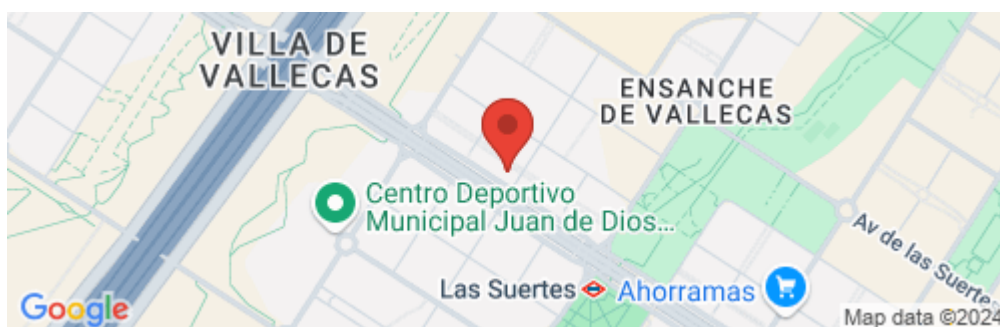 VILLA DE
VALLECAS
ENSANCHE
DE VALLECAS
Centro Deportivo
Municipal Juan de Dios...
Av de las Suertes
Las Suertes
Ahorramas
Google
Map data ©2024